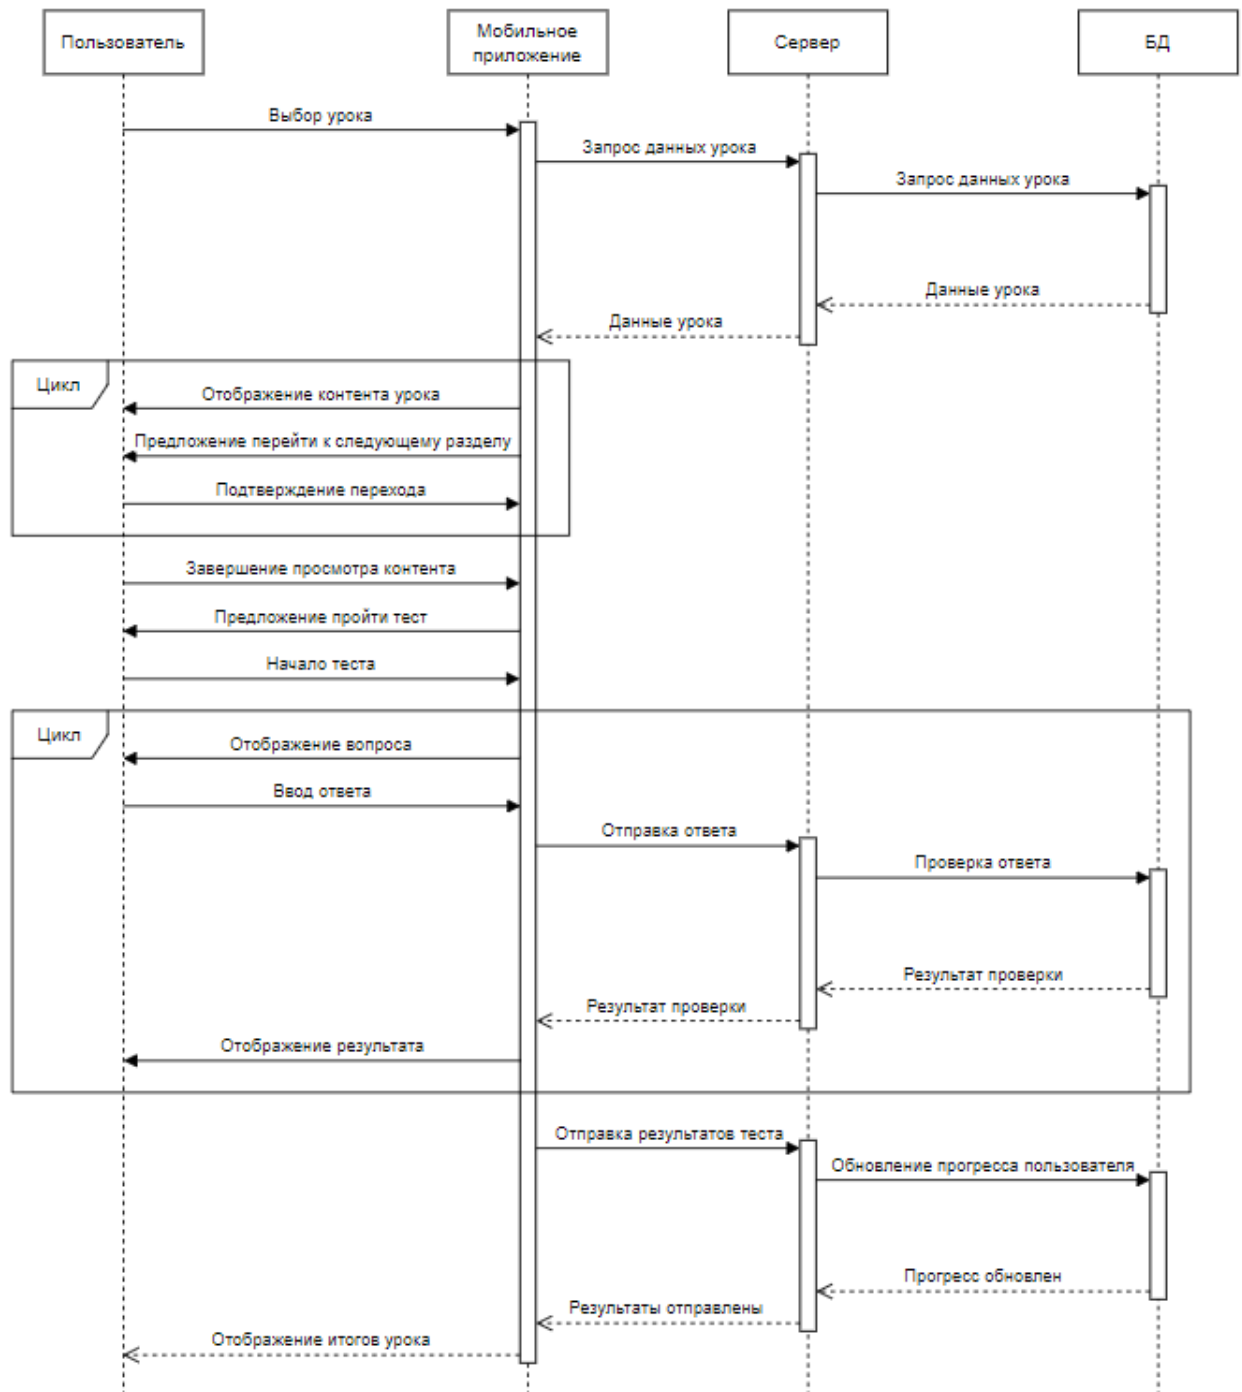 Пользователь
Мобильное
приложение
Сервер
БД
Выбор урока
Запрос данных урока
Запрос данных урока
Данные урока
Данные урока
Цикл
Отображение контента урока
Предложение перейти к следующему разделу
Подтверждение перехода
Завершение просмотра контента
Предложение пройти тест
Начало теста
Цикл
Отображение вопроса
Ввод ответа
Отправка ответа
Проверка ответа
Результат проверки
Результат проверки
Отображение результата
Отправка результатов теста
Обновление прогресса пользователя
Прогресс обновлен
Результаты отправлены
Отображение итогов урока